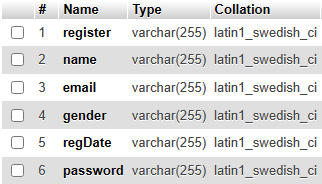 # Name Type Collation
1 register varchar(255) latin1_swedish_ci
2 name varchar(255) latin1_swedish_ci
3 email varchar(255) latin1_swedish_ci
4 gender varchar(255) latin1_swedish_ci
5 regDate varchar(255) latin1_swedish_ci
6 password varchar(255) latin1_swedish_ci